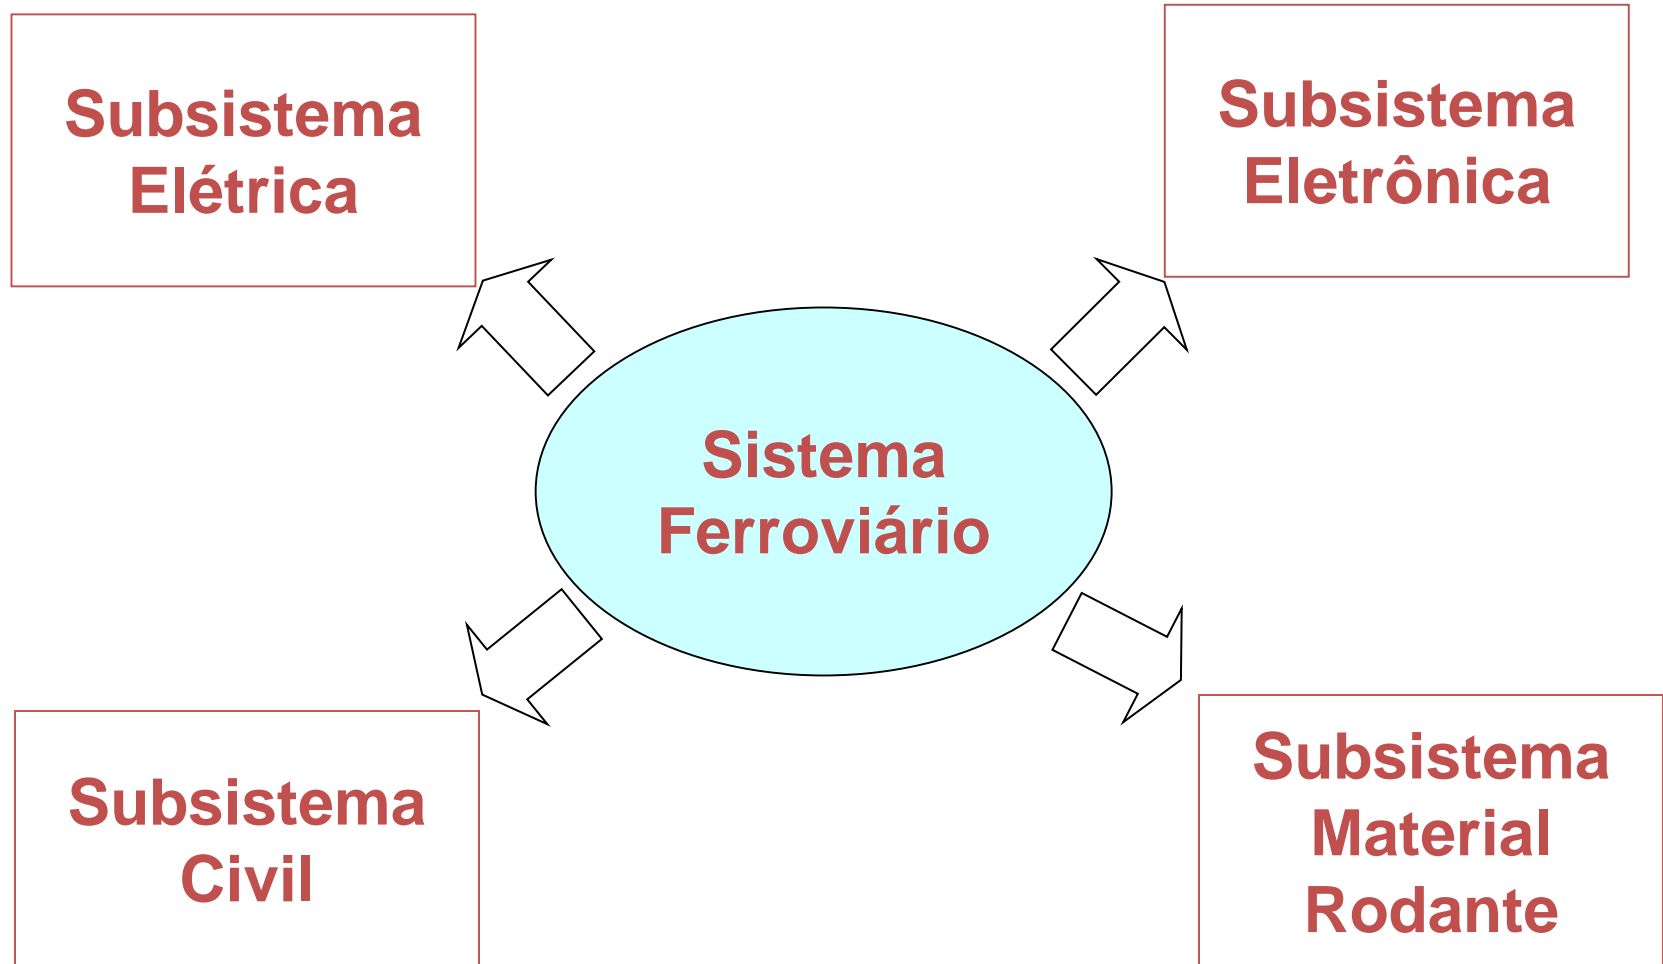 Subsistema
Elétrica
Subsistema
Eletrônica
Sistema
Ferroviário
Subsistema
Civil
Subsistema
Material
Rodante